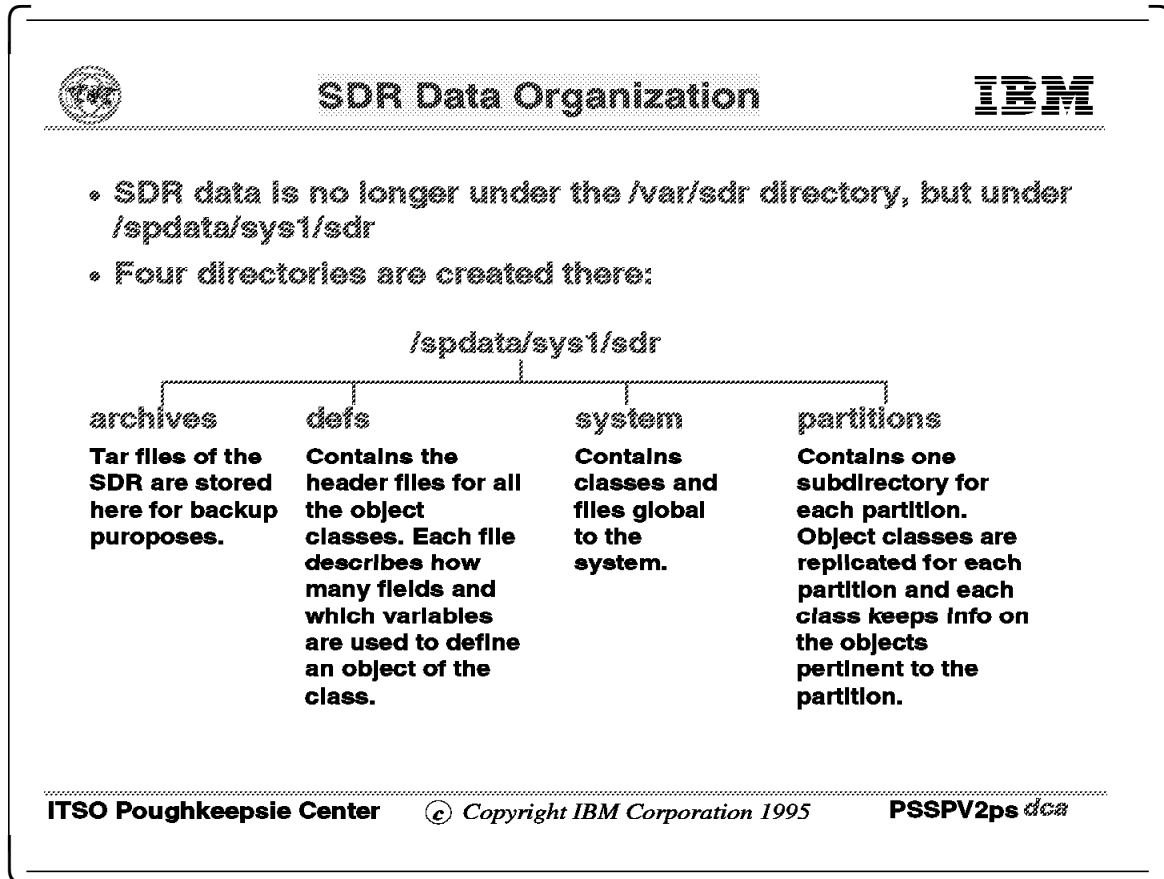 SDR Data Organization
IBM
• SDR data is no longer under the /var/sdr directory, but under
/spdata/sys1/sdr
• Four directories are created there:
/spdata/sys1/sdr
archives
Tar files of the
SDR are stored
here for backup
puroposes.
defs
Contains the
header files for all
the object
classes. Each file
describes how
many fields and
which variables
are used to define
an object of the
class.
system
Contains
classes and
files global
to the
system.
partitions
Contains one
subdirectory for
each partition.
Object classes are
replicated for each
partition and each
class keeps info on
the objects
pertinent to the
partition.
ITSO Poughkeepsie Center © Copyright IBM Corporation 1995 PSSPV2ps dca